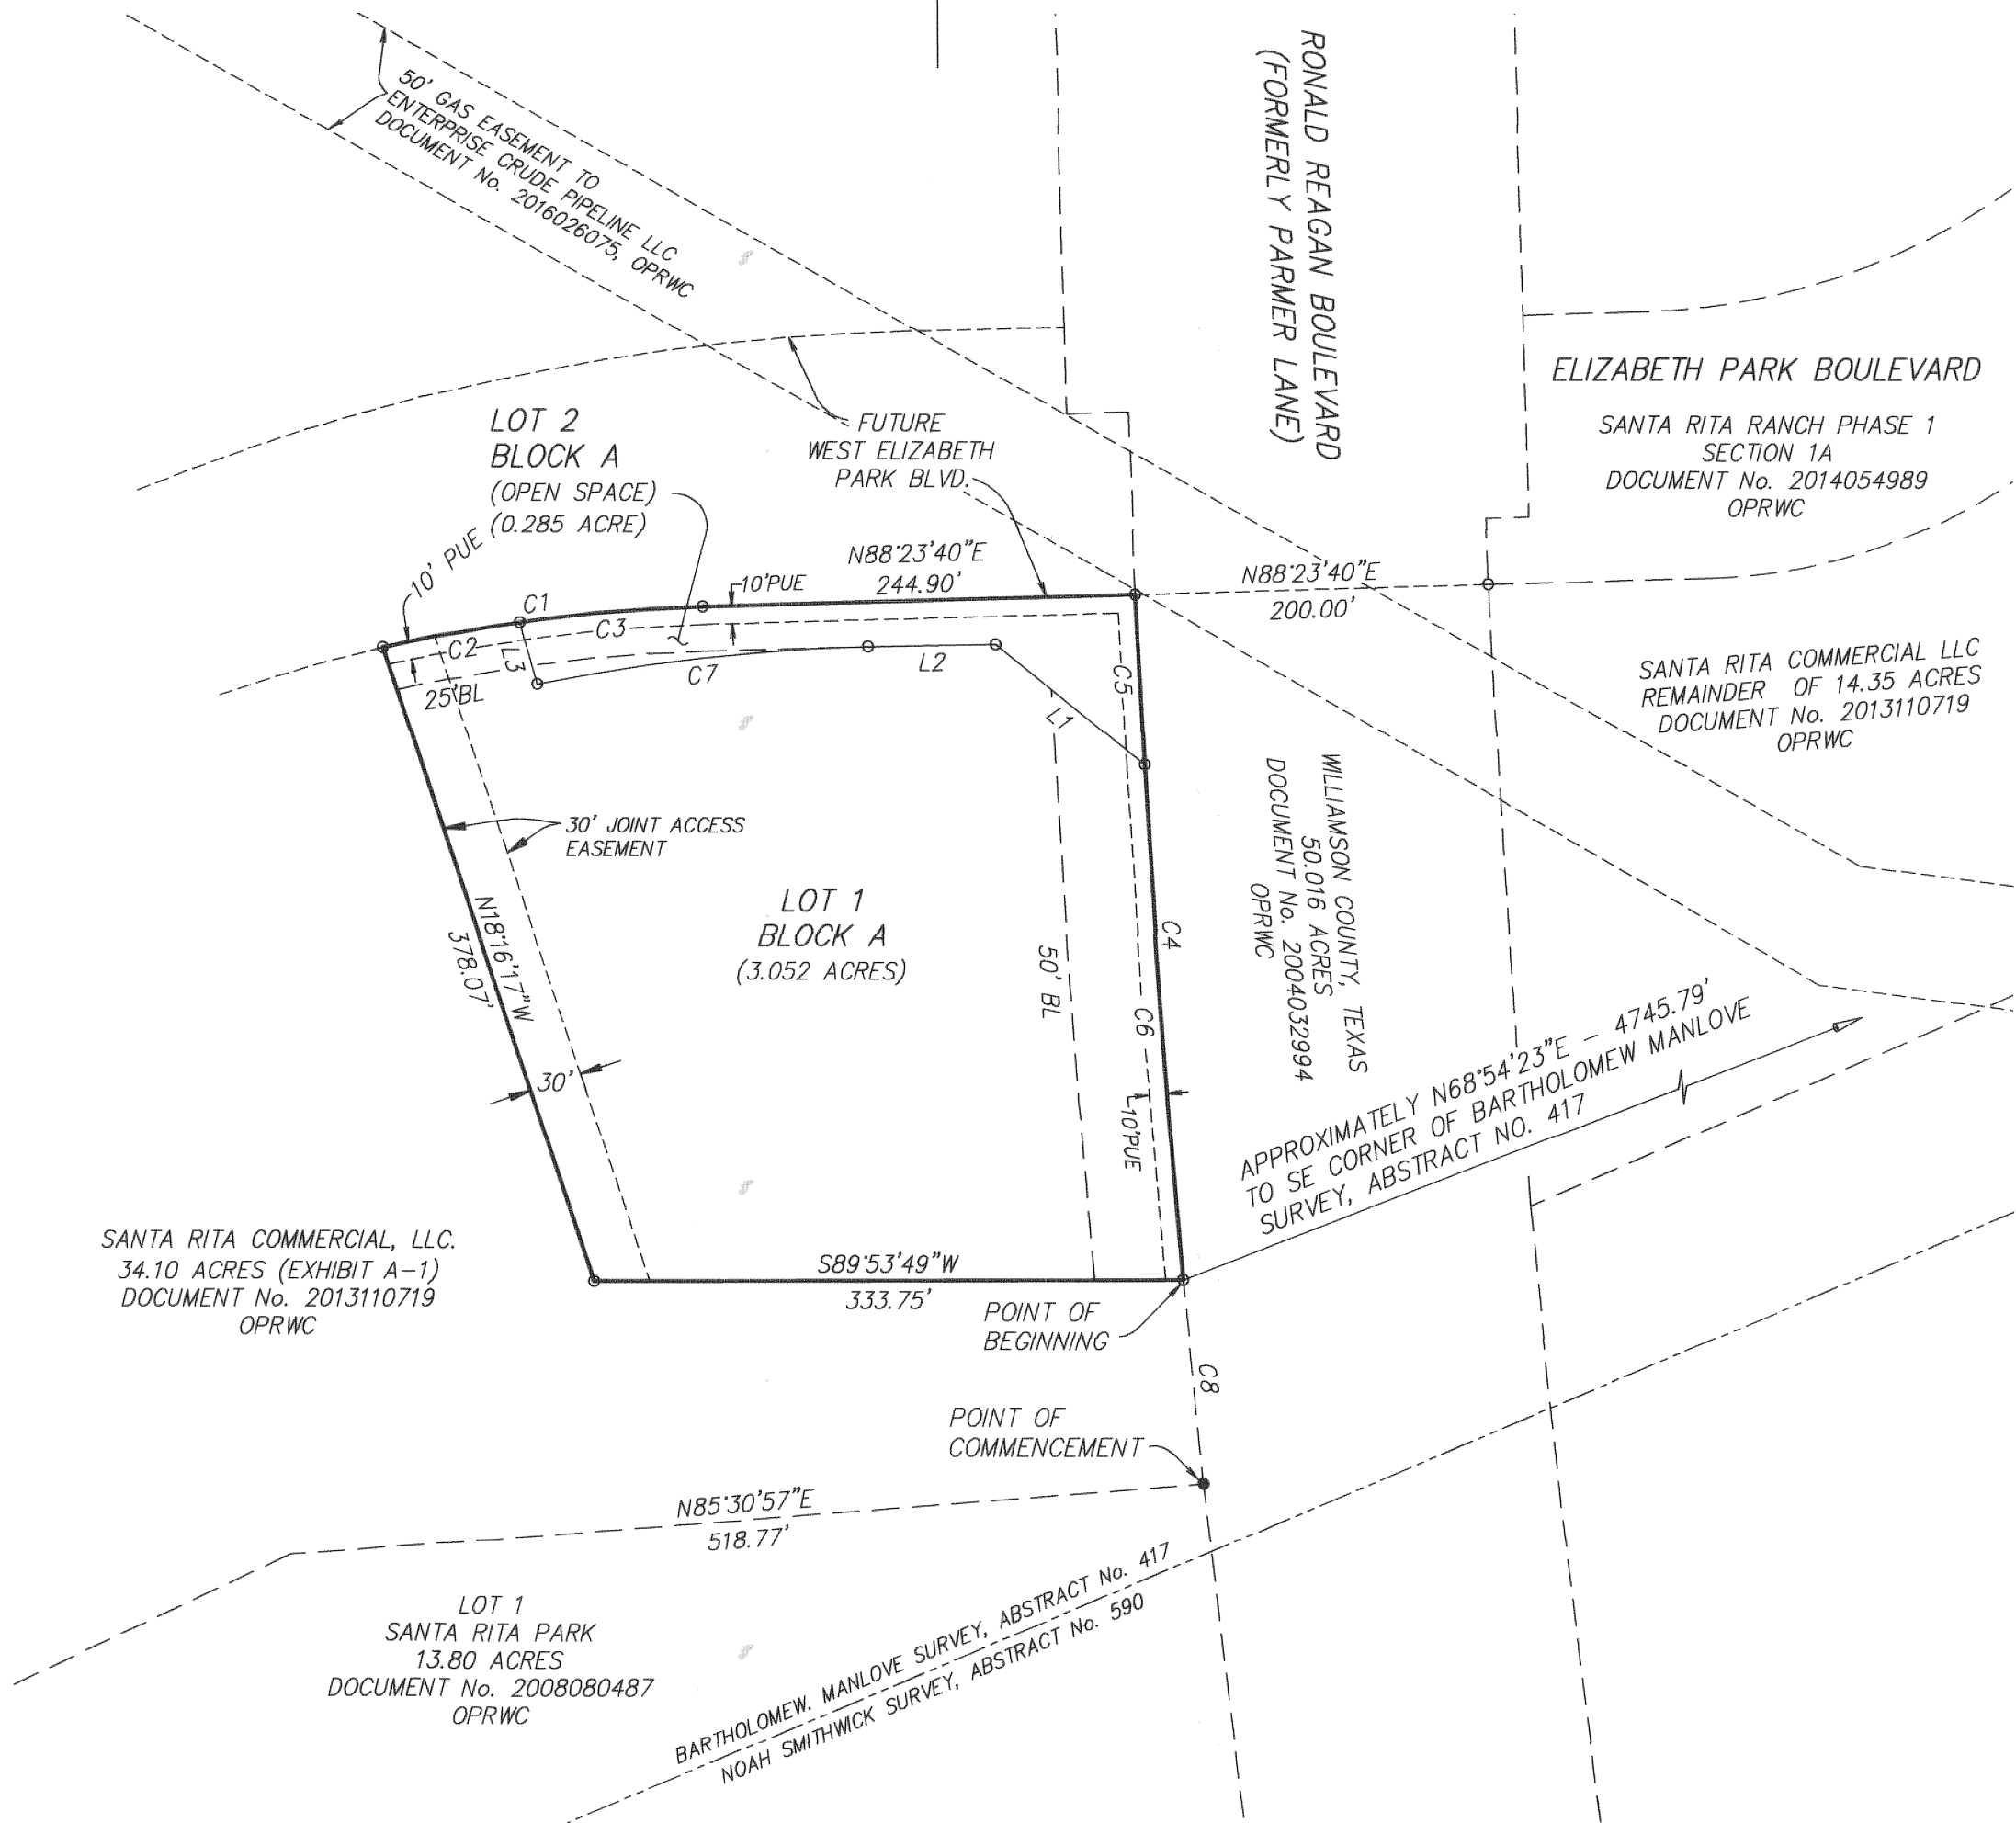 50' GAS EASEMENT TO
ENTERPRISE CRUDE PIPELINE LLC
DOCUMENT No. 2016026075, OPRWC
RONALD REAGAN BOULEVARD
(FORMERLY PARMER LANE)
ELIZABETH PARK BOULEVARD
SANTA RITA RANCH PHASE 1
SECTION 1A
DOCUMENT No. 2014054989
OPRWC
LOT 2
BLOCK A
(OPEN SPACE)
(0.285 ACRE)
FUTURE
WEST ELIZABETH
PARK BLVD.
10' PUE
N88°23'40"E
244.90'
10'PUE
N88°23'40"E
200.00'
C1
C2
C3
L3
C7
L2
C5
L1
25'BL
SANTA RITA COMMERCIAL LLC
REMAINDER OF 14.35 ACRES
DOCUMENT No. 2013110719
OPRWC
30' JOINT ACCESS
EASEMENT
WILLIAMSON COUNTY, TEXAS
50.016 ACRES
DOCUMENT No. 2004032994
OPRWC
LOT 1
BLOCK A
(3.052 ACRES)
N18°16'17"W
378.07'
50' BL
C4
C6
30'
10'PUE
APPROXIMATELY N68°54'23"E - 4745.79'
TO SE CORNER OF BARTHOLOMEW MANLOVE
SURVEY, ABSTRACT NO. 417
SANTA RITA COMMERCIAL, LLC.
34.10 ACRES (EXHIBIT A-1)
DOCUMENT No. 2013110719
OPRWC
S89°53'49"W
333.75'
POINT OF
BEGINNING
C8
POINT OF
COMMENCEMENT
N85°30'57"E
518.77'
LOT 1
SANTA RITA PARK
13.80 ACRES
DOCUMENT No. 2008080487
OPRWC
BARTHOLOMEW. MANLOVE SURVEY, ABSTRACT No. 417
NOAH SMITHWICK SURVEY, ABSTRACT No. 590